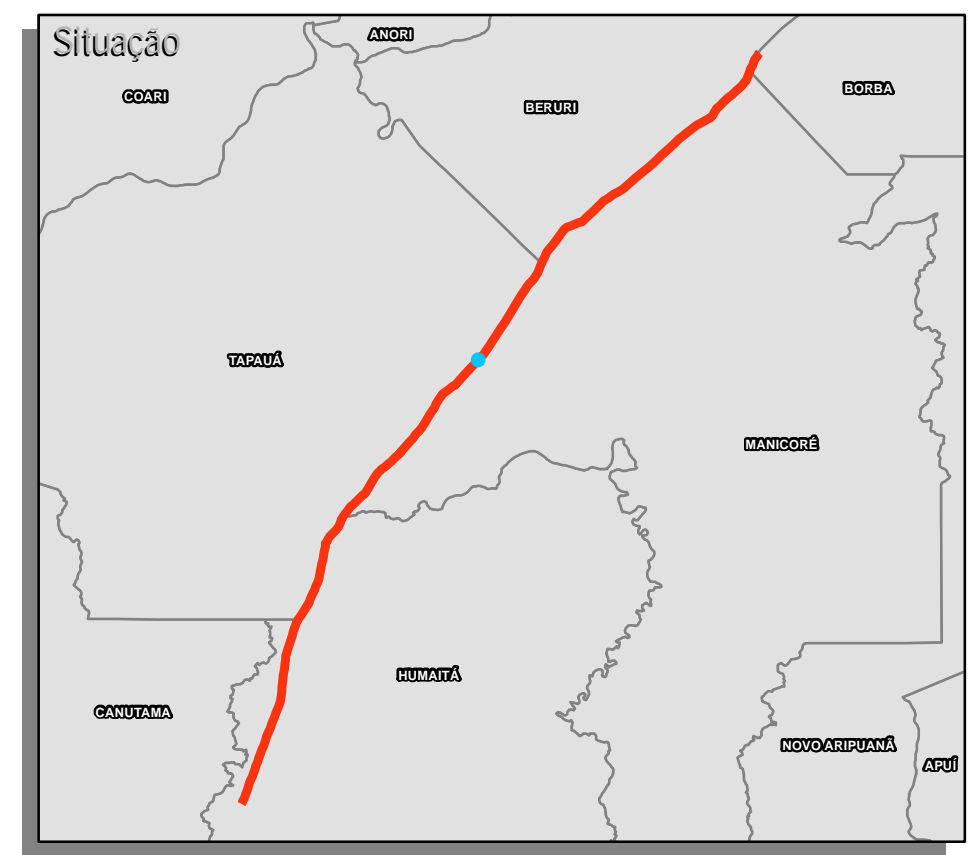 Situação
ANORI
COARI
BERURI
BORBA
TAPAUÁ
MANICORÉ
HUMAITÁ
CANUTAMA
NOVO ARIPUANÃ
APUÍ